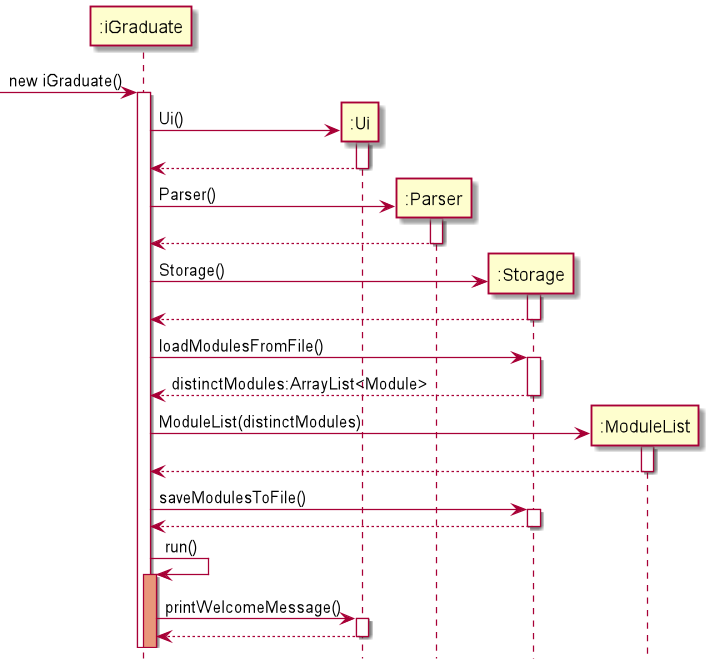 :iGraduate
new iGraduate()
Ui()
:Ui
Parser()
:Parser
Storage()
:Storage
loadModulesFromFile()
distinctModules:ArrayList<Module>
ModuleList(distinctModules)
:ModuleList
saveModulesToFile()
run()
printWelcomeMessage()